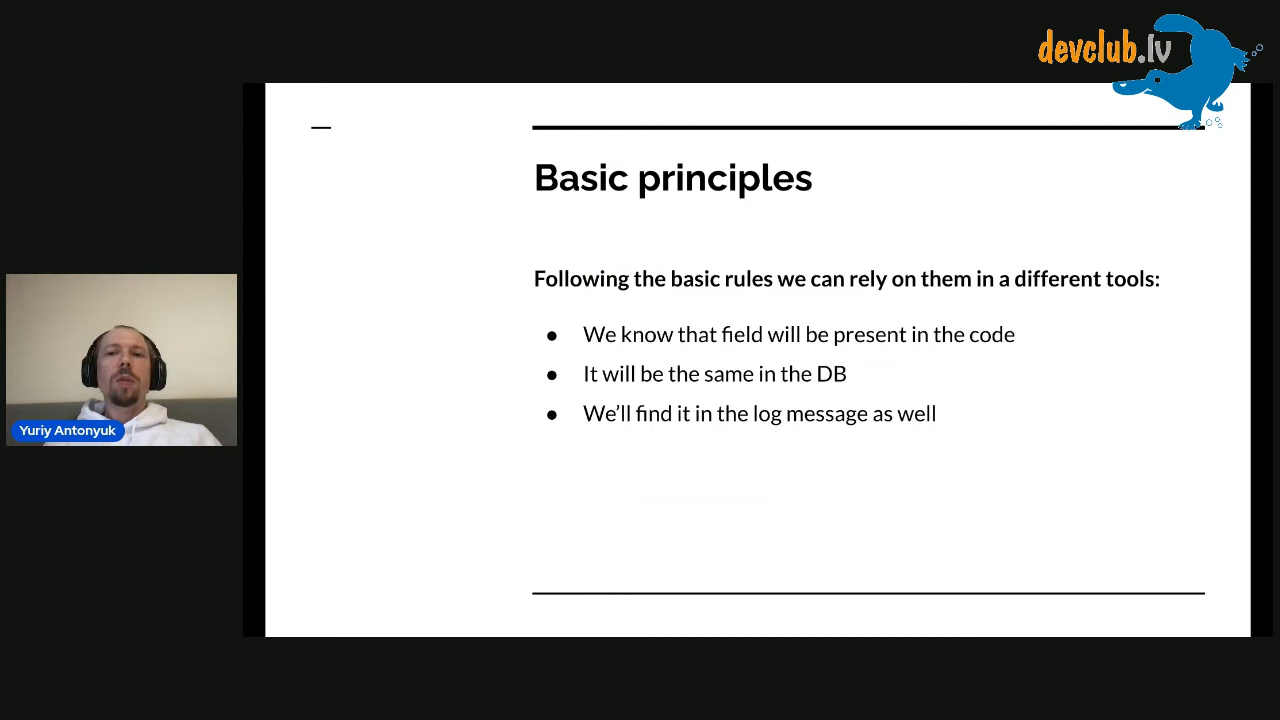 devclub.lv
Basic principles
Following the basic rules we can rely on them in a different tools:
● We know that field will be present in the code
● It will be the same in the DB
● We'll find it in the log message as well
Yuriy Antonyuk